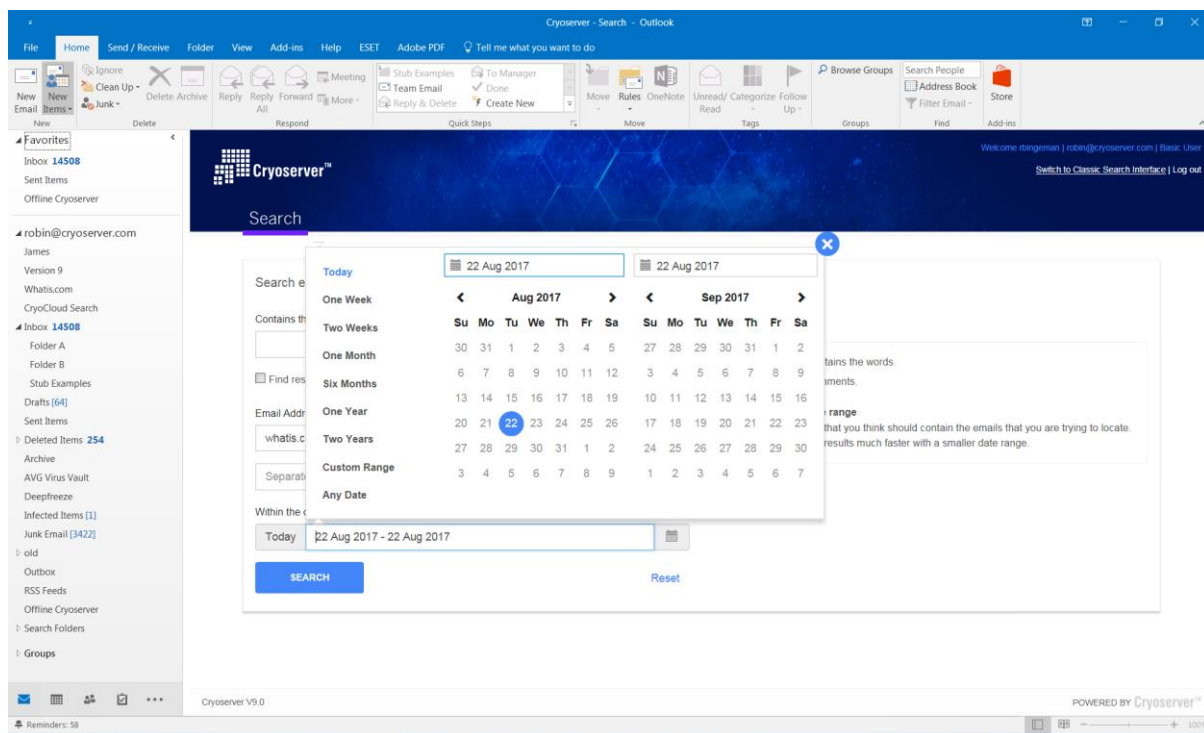 Cryoserver - Search - Outlook
File Home Send / Receive Folder View Add-ins Help ESET Adobe PDF Tell me what you want to do
New Email
New Items
Ignore
Clean Up
Junk
Delete Archive
Reply Reply All Forward
Meeting
More
Stub Examples
Team Email
Reply & Delete
To Manager
Done
Create New
Move Rules OneNote
Unread/ Read Categorize Follow Up
Browse Groups
Search People
Address Book
Filter Email
Store
New Delete Respond Quick Steps Move Tags Groups Find Add-ins
Favorites
Inbox 14508
Sent Items
Offline Cryoserver
robin@cryoserver.com
James
Version 9
Whatis.com
CryoCloud Search
Inbox 14508
Folder A
Folder B
Stub Examples
Drafts [64]
Sent Items
Deleted Items 254
Archive
AVG Virus Vault
Deepfreeze
Infected Items [1]
Junk Email [3422]
old
Outbox
RSS Feeds
Offline Cryoserver
Search Folders
Groups
Reminders: 58
Cryoserver™
Welcome rbingeman | robin@cryoserver.com | Basic User
Switch to Classic Search Interface | Log out
Search
Search e
Contains th
Find res
Email Addr
whatis.c
Separat
Within the
Today 22 Aug 2017 - 22 Aug 2017
SEARCH Reset
Today
One Week
Two Weeks
One Month
Six Months
One Year
Two Years
Custom Range
Any Date
22 Aug 2017
Aug 2017
Su Mo Tu We Th Fr Sa
30 31 1 2 3 4 5
6 7 8 9 10 11 12
13 14 15 16 17 18 19
20 21 22 23 24 25 26
27 28 29 30 31 1 2
3 4 5 6 7 8 9
22 Aug 2017
Sep 2017
Su Mo Tu We Th Fr Sa
27 28 29 30 31 1 2
3 4 5 6 7 8 9
10 11 12 13 14 15 16
17 18 19 20 21 22 23
24 25 26 27 28 29 30
1 2 3 4 5 6 7
tains the words.
ments.
range
that you think should contain the emails that you are trying to locate.
results much faster with a smaller date range.
Cryoserver V9.0
POWERED BY Cryoserver™
100%